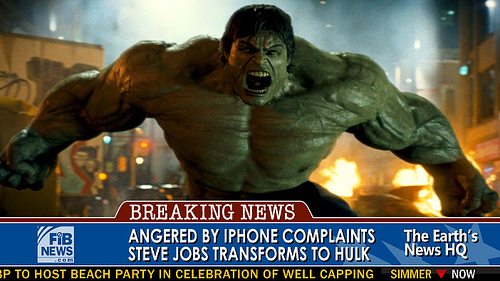 BREAKING NEWS
FIB
NEWS
.com
ANGERED BY IPHONE COMPLAINTS
STEVE JOBS TRANSFORMS TO HULK
The Earth's
News HQ
BP TO HOST BEACH PARTY IN CELEBRATION OF WELL CAPPING SIMMER ▼ NOW